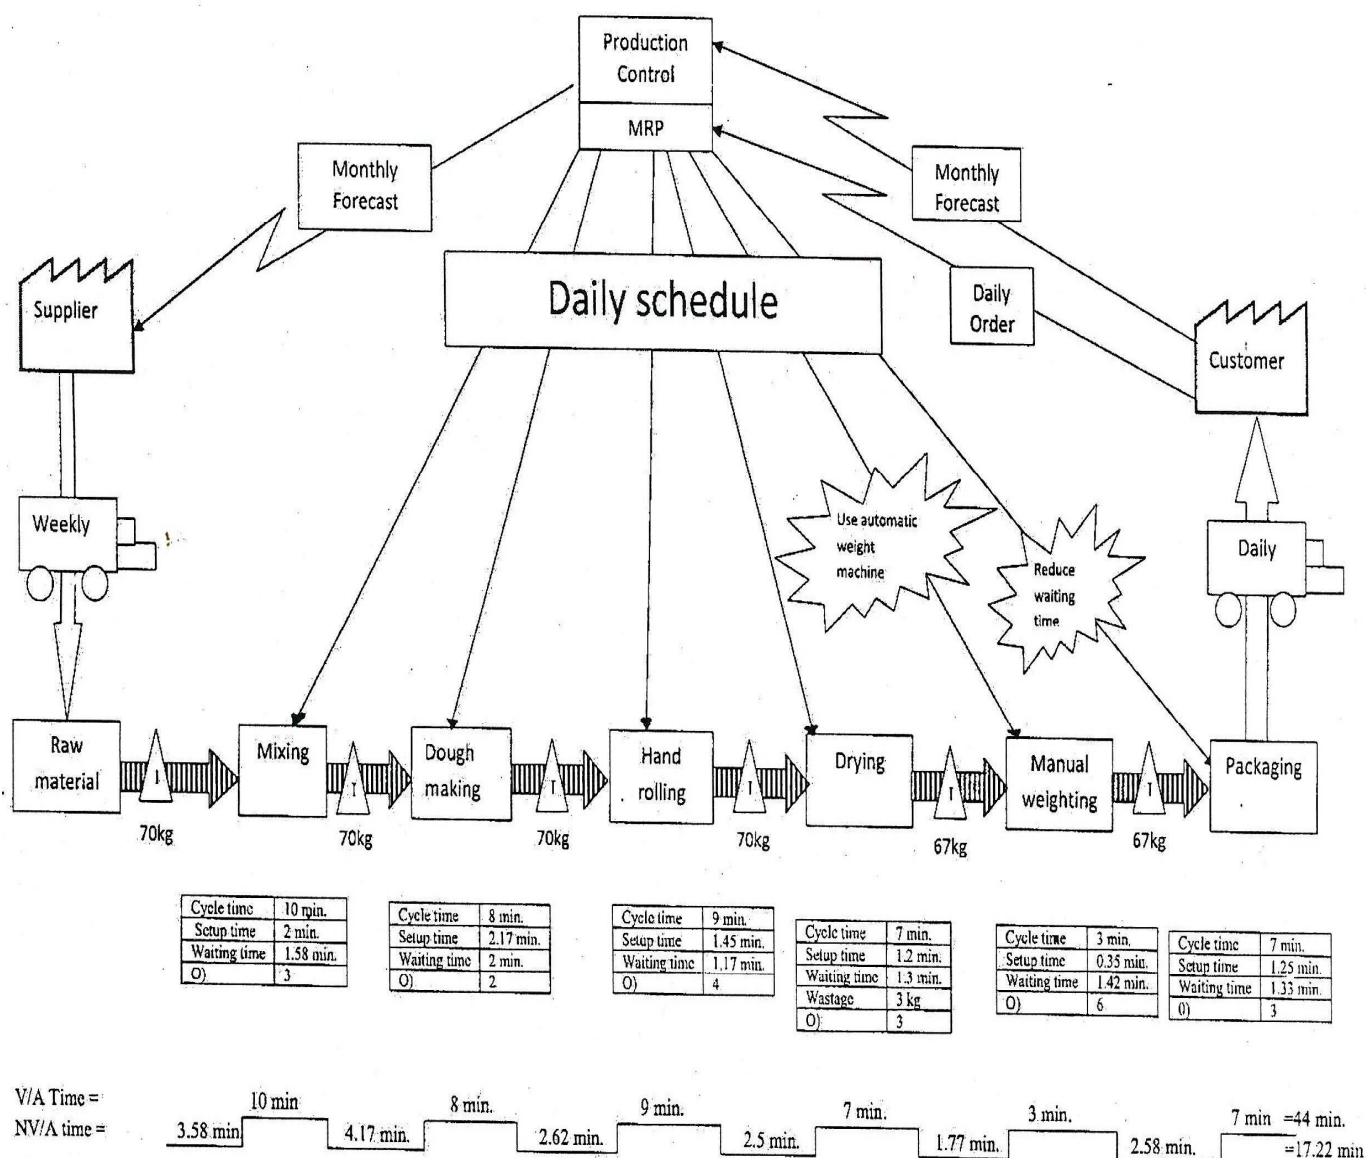 Production
Control
MRP
Monthly
Forecast
Monthly
Forecast
Daily schedule
Daily
Order
Supplier
Customer
Weekly
Use automatic
weight
machine
Reduce
waiting
time
Daily
Raw
material
I
Mixing
I
Dough
making
I
Hand
rolling
I
Drying
I
Manual
weighting
I
Packaging
70kg
70kg
70kg
70kg
67kg
67kg
Cycle time 10 min.
Setup time 2 min.
Waiting time 1.58 min.
O) 3
Cycle time 8 min.
Setup time 2.17 min.
Waiting time 2 min.
O) 2
Cycle time 9 min.
Setup time 1.45 min.
Waiting time 1.17 min.
O) 4
Cycle time 7 min.
Setup time 1.2 min.
Waiting time 1.3 min.
Wastage 3 kg
O) 3
Cycle time 3 min.
Setup time 0.35 min.
Waiting time 1.42 min.
O) 6
Cycle time 7 min.
Setup time 1.25 min.
Waiting time 1.33 min.
O) 3
V/A Time = 10 min 8 min. 9 min. 7 min. 3 min. 7 min =44 min.
NV/A time = 3.58 min 4.17 min. 2.62 min. 2.5 min. 1.77 min. 2.58 min. =17.22 min